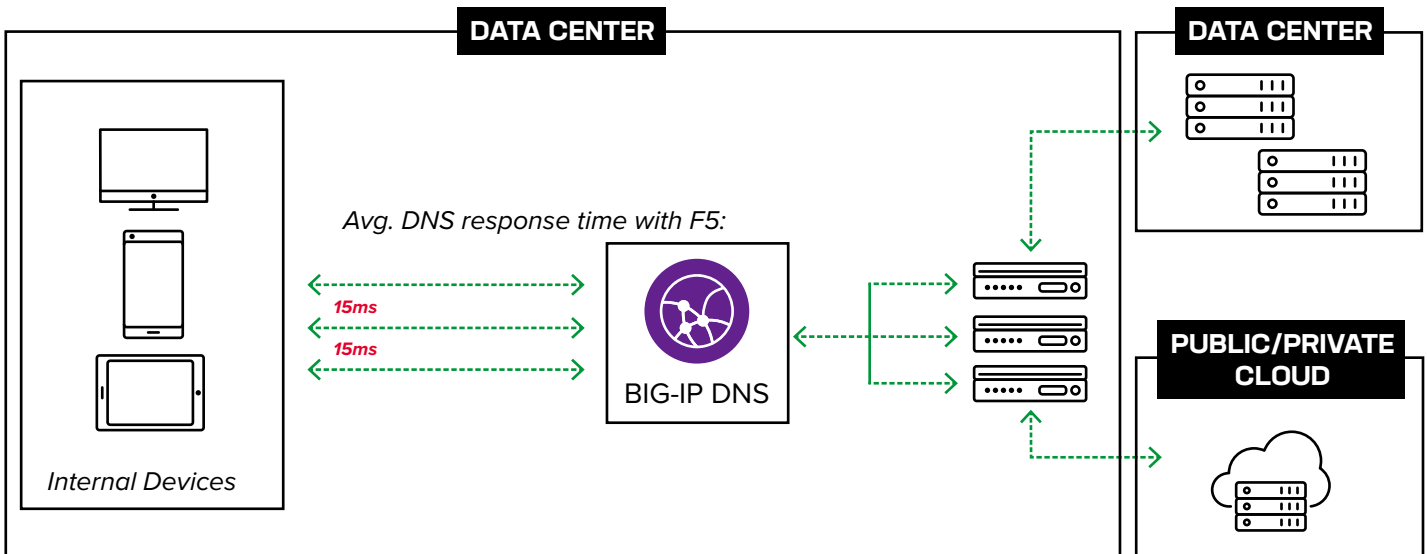 DATA CENTER
DATA CENTER
Avg. DNS response time with F5:
15ms
15ms
BIG-IP DNS
Internal Devices
PUBLIC/PRIVATE
CLOUD